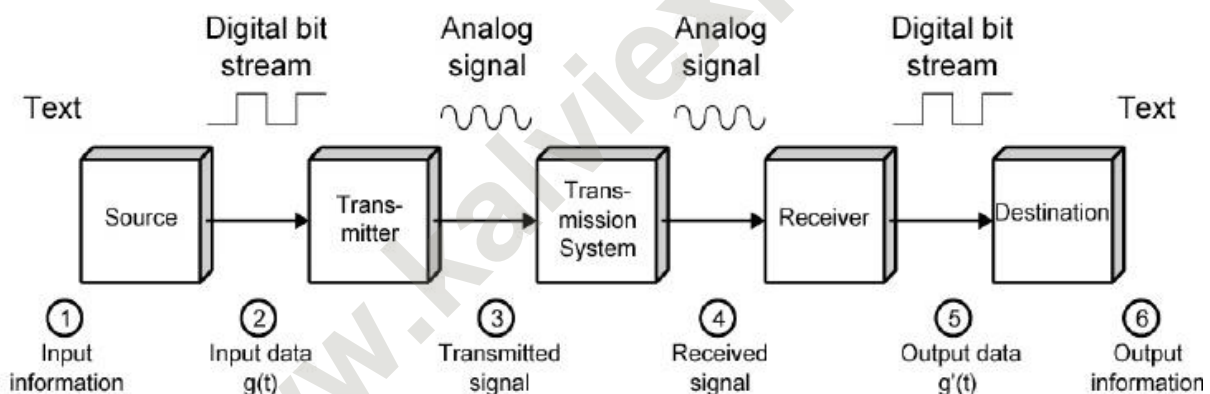 Digital bit
stream
Analog
signal
Analog
signal
Digital bit
stream
Text
Text
Source
Trans-
mitter
Trans-
mission
System
Receiver
Destination
1
Input
information
2
Input data
g(t)
3
Transmitted
signal
4
Received
signal
5
Output data
g'(t)
6
Output
information
www.kalviex